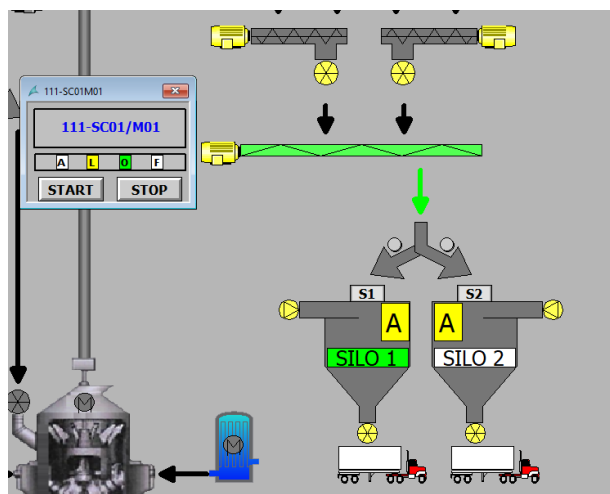 111-SC01M01
111-SC01/M01
A L O F
START STOP
S1 S2
A A
SILO 1 SILO 2
M M